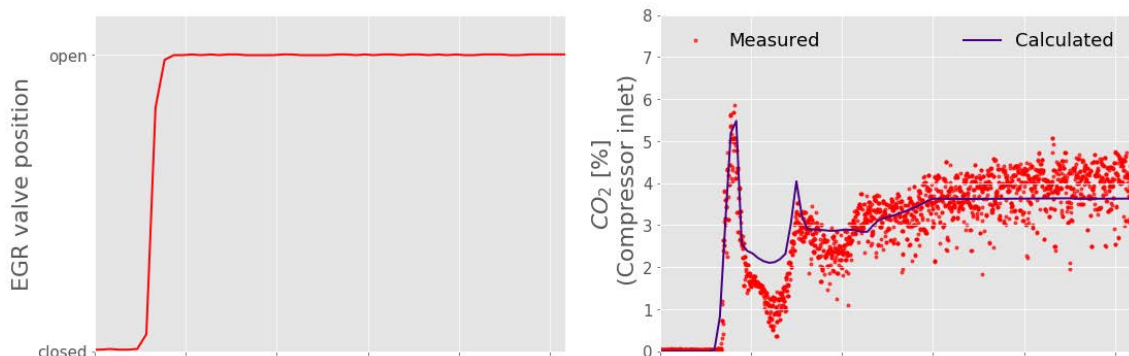 EGR valve position
open
closed
CO2 [%]
(Compressor inlet)
8
7
6
5
4
3
2
1
0
Measured
Calculated